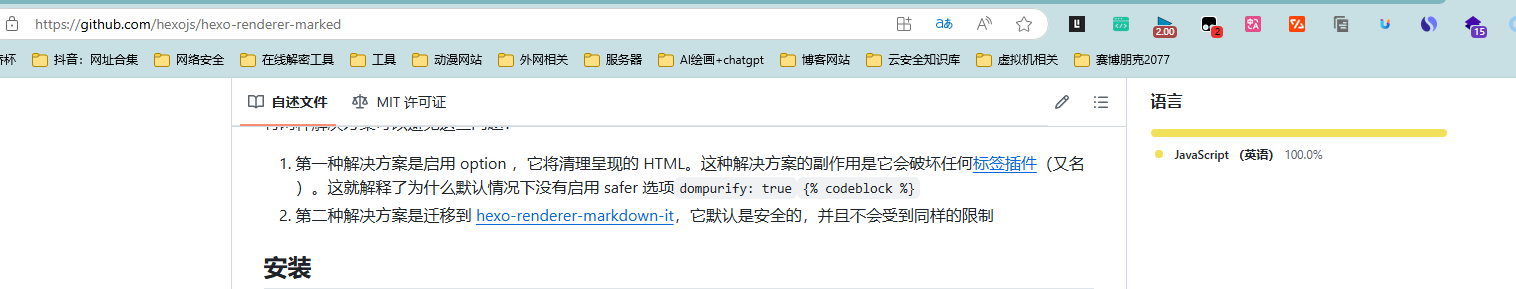 https://github.com/hexojs/hexo-renderer-marked
aあ
2.00
2
15
抖音：网址合集
网络安全
在线解密工具
工具
动漫网站
外网相关
服务器
AI绘画+chatgpt
博客网站
云安全知识库
虚拟机相关
赛博朋克2077
自述文件
MIT 许可证
1. 第一种解决方案是启用 option ，它将清理呈现的 HTML。这种解决方案的副作用是它会破坏任何标签插件（又名
）。这就解释了为什么默认情况下没有启用 safer 选项 dompurify: true {% codeblock %}
2. 第二种解决方案是迁移到 hexo-renderer-markdown-it，它默认是安全的，并且不会受到同样的限制
安装
语言
JavaScript （英语） 100.0%